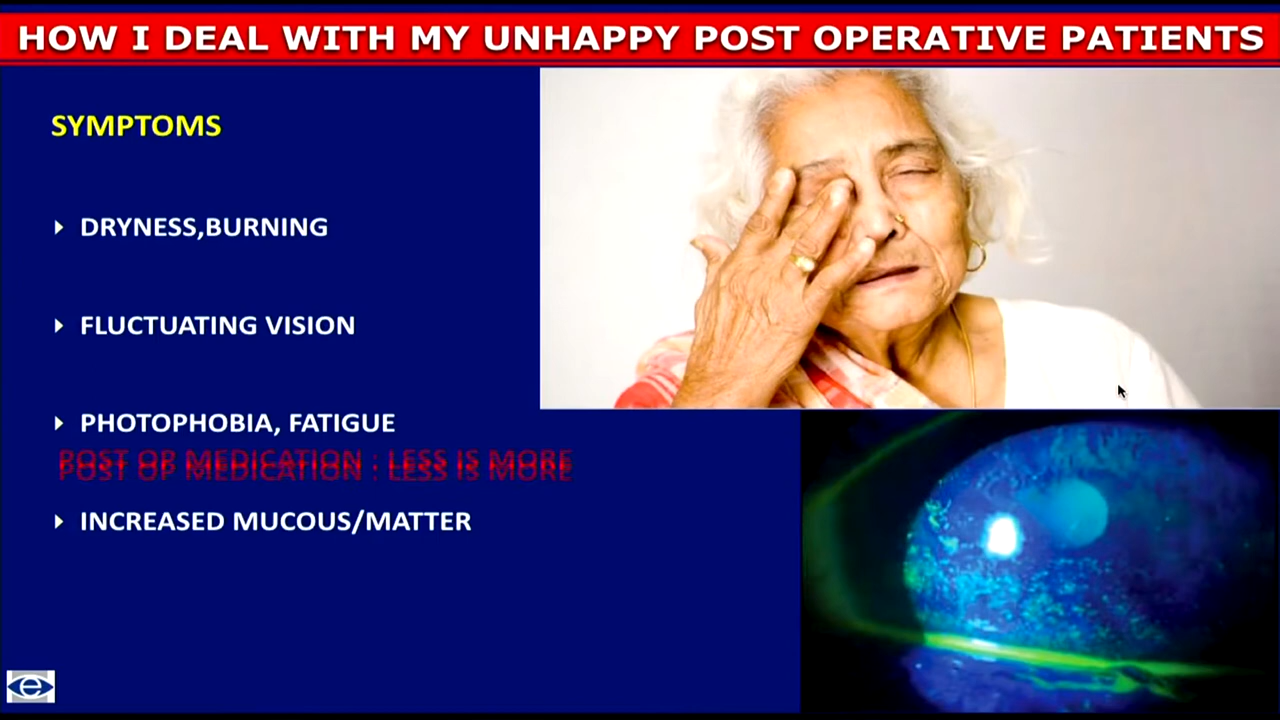 HOW I DEAL WITH MY UNHAPPY POST OPERATIVE PATIENTS
SYMPTOMS
DRYNESS,BURNING
FLUCTUATING VISION
PHOTOPHOBIA, FATIGUE
POST OP MEDICATION : LESS IS MORE
INCREASED MUCOUS/MATTER
e